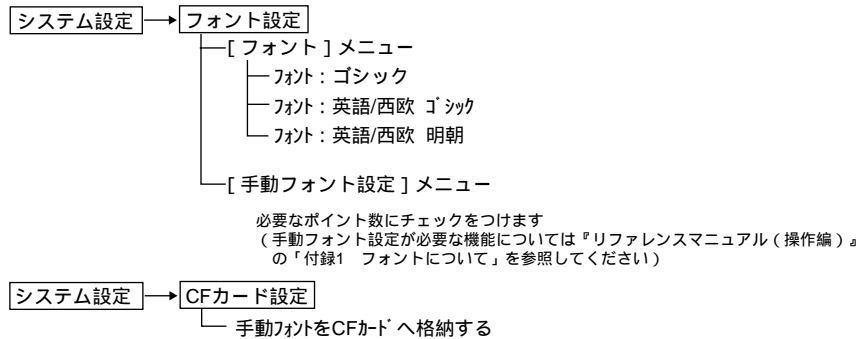 システム設定 フォント設定
[ フォント ] メニュー
ﾌｫﾝﾄ：ゴシック
ﾌｫﾝﾄ：英語/西欧 ｺﾞｼｯｸ
ﾌｫﾝﾄ：英語/西欧 明朝
[ 手動フォント設定 ] メニュー
必要なポイント数にチェックをつけます
（手動フォント設定が必要な機能については『リファレンスマニュアル（操作編）』
の「付録1 フォントについて」を参照してください）
システム設定 CFカード設定
手動ﾌｫﾝﾄをCFｶｰﾄﾞへ格納する